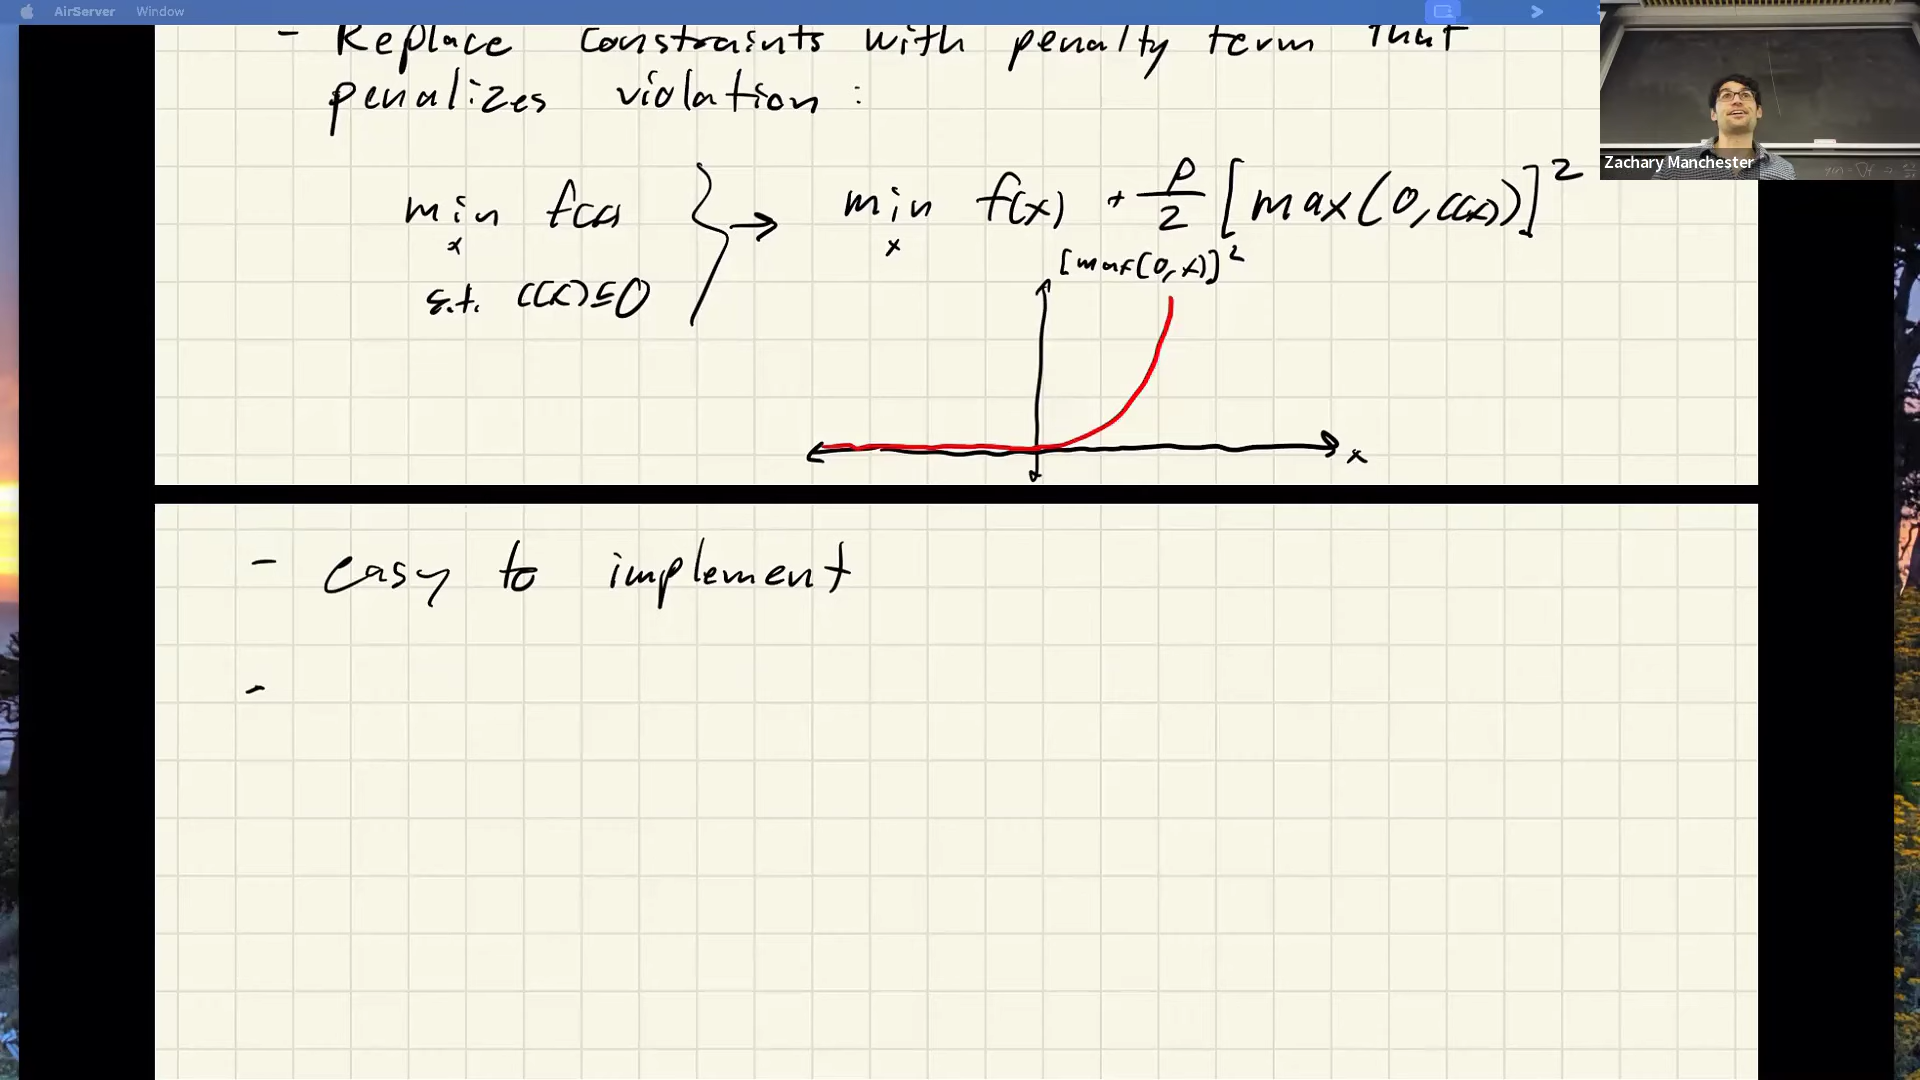 AirServer Window
- Replace constraints with penalty term that
penalizes violation :
min f(x) } → min f(x) + ρ/2 [max(0, c(x))]²
x x
s.t. c(x) ≤ 0
[max(0, x)]²
x
- easy to implement
-
Zachary Manchester